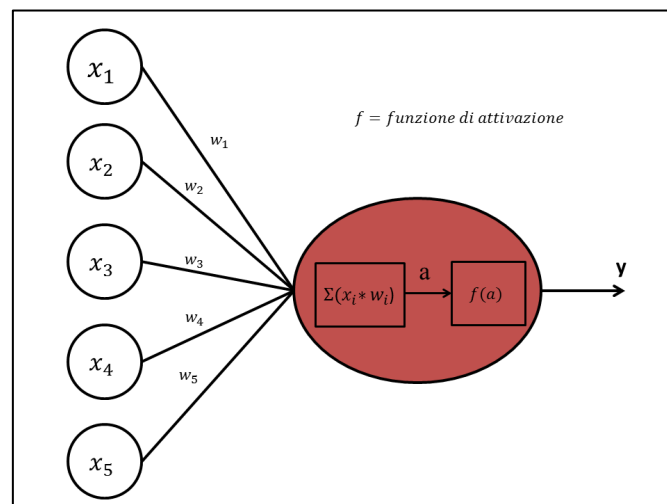 x₁
w₁
f = funzione di attivazione
x₂
w₂
x₃
w₃
a
y
Σ(xᵢ* wᵢ)
f(a)
w₄
x₄
w₅
x₅